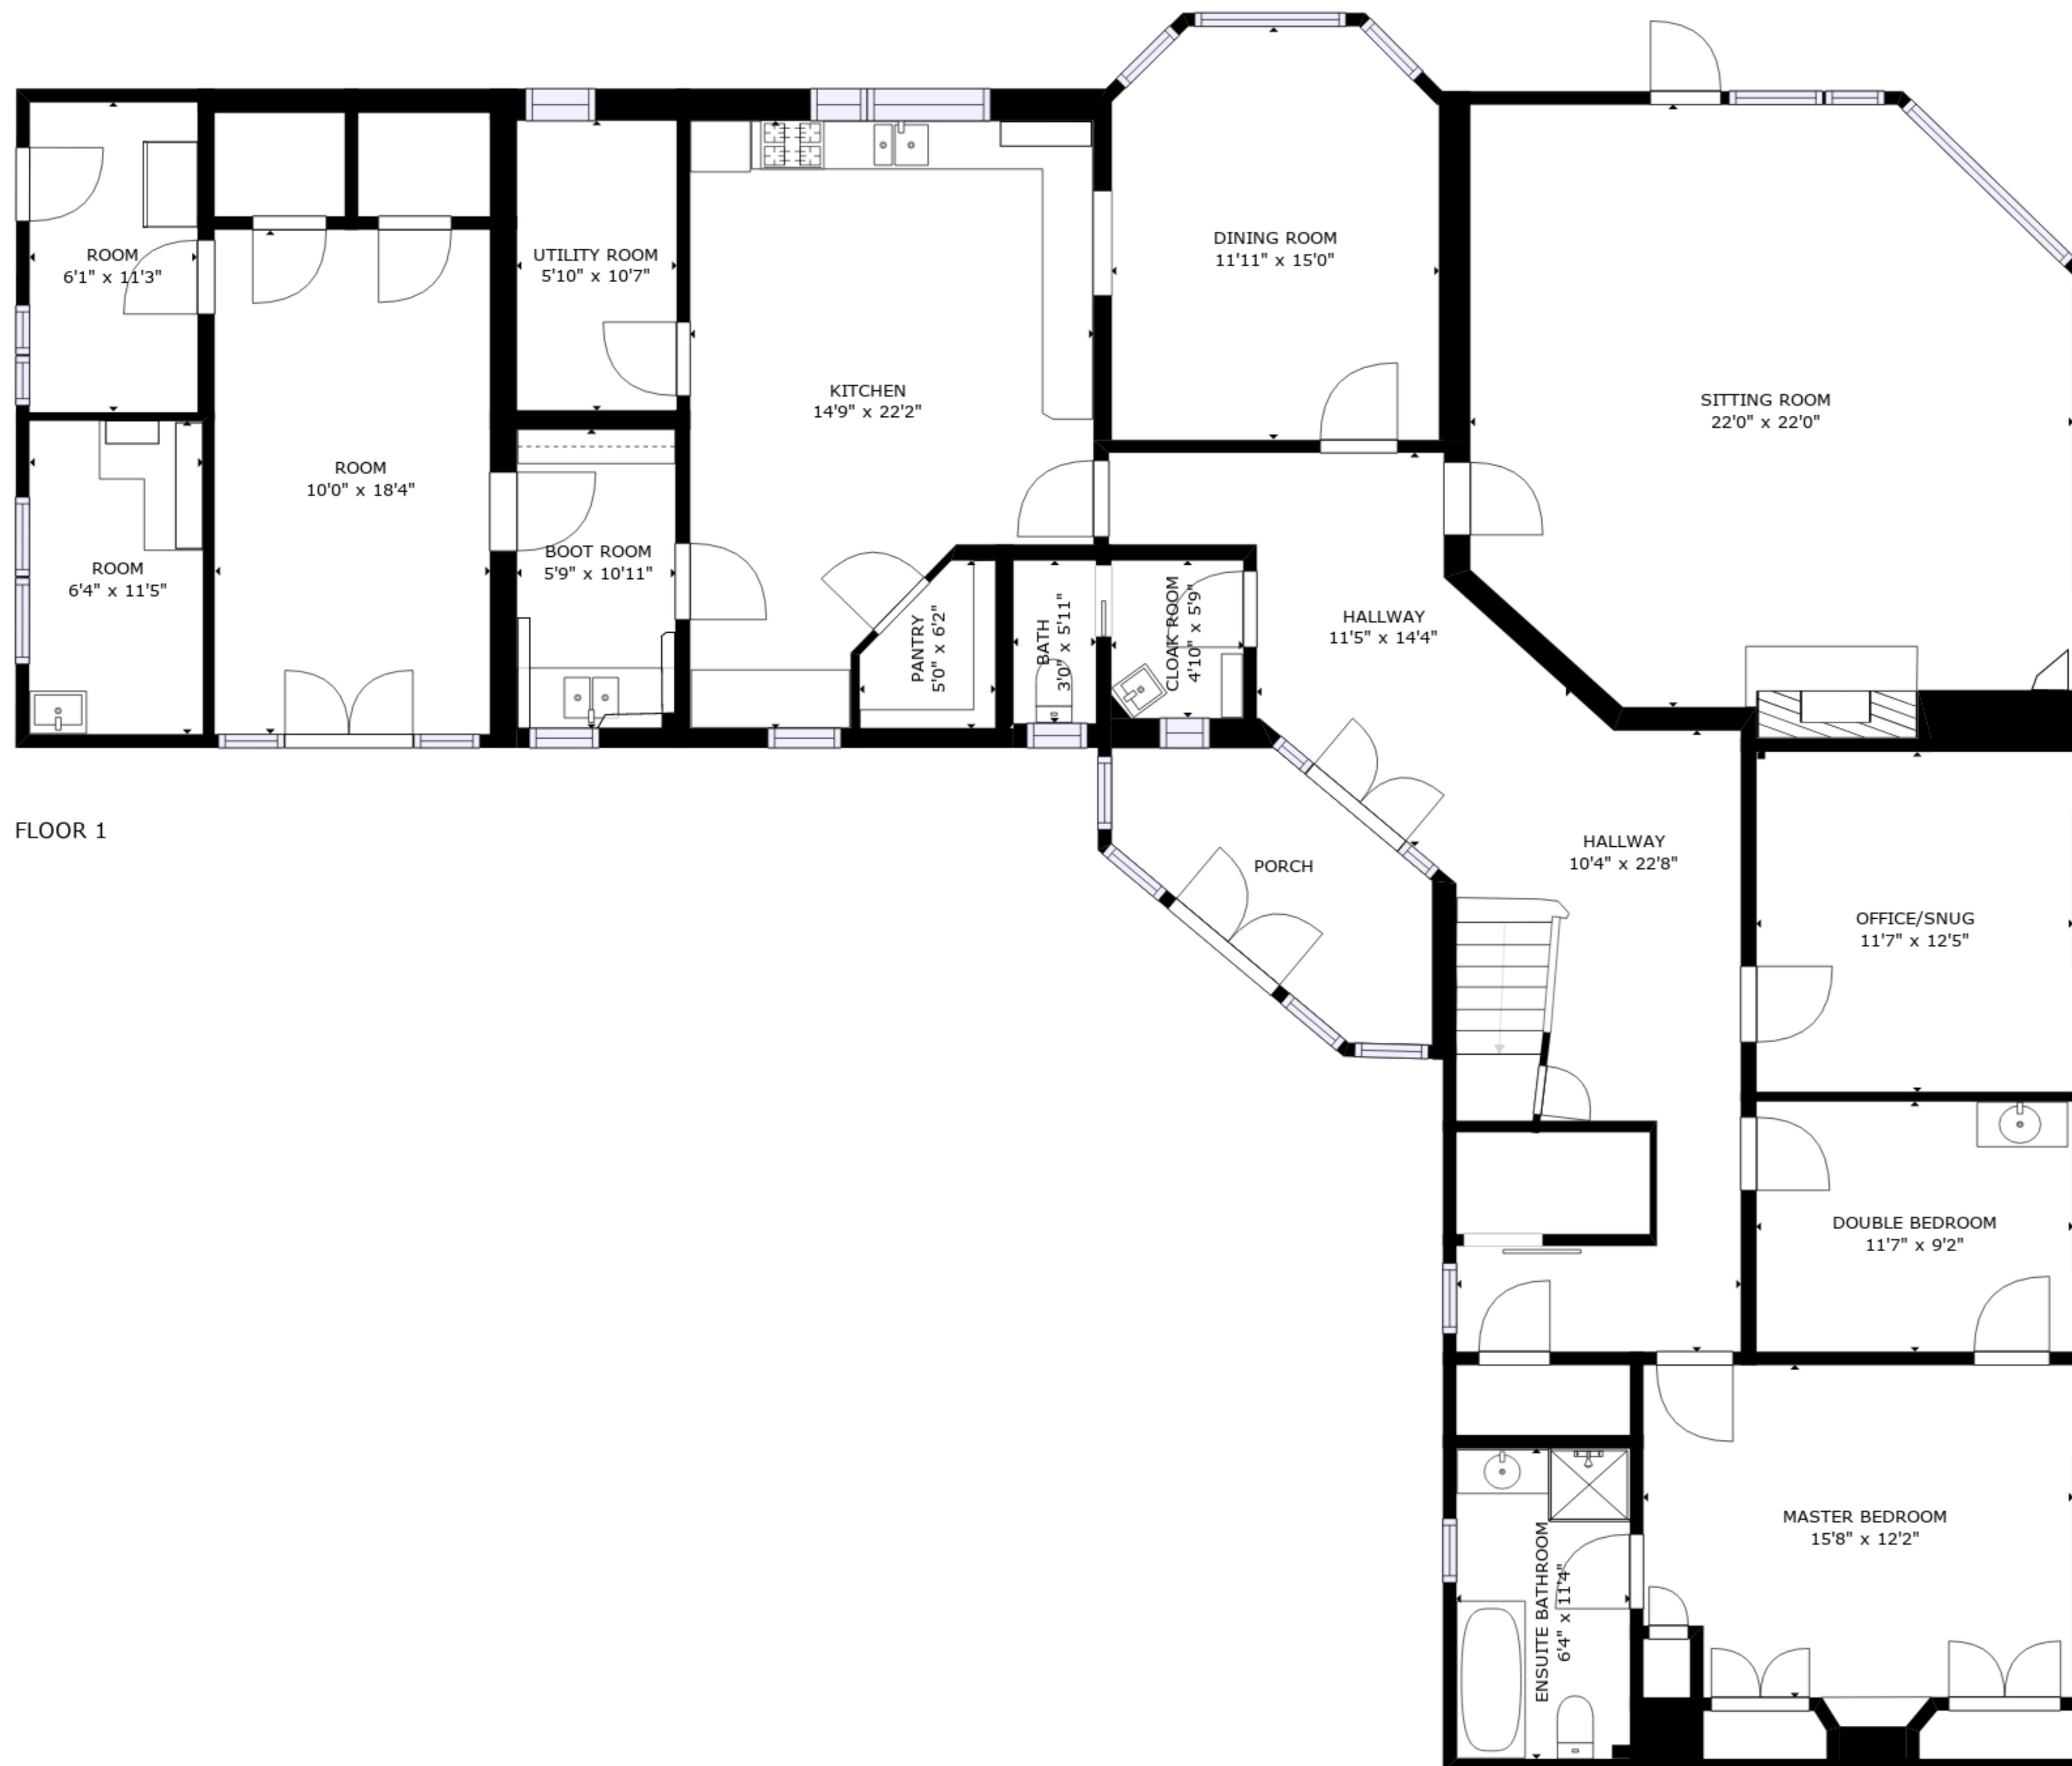 ROOM
6'1" x 11'3"
UTILITY ROOM
5'10" x 10'7"
DINING ROOM
11'11" x 15'0"
KITCHEN
14'9" x 22'2"
SITTING ROOM
22'0" x 22'0"
ROOM
10'0" x 18'4"
BOOT ROOM
5'9" x 10'11"
ROOM
6'4" x 11'5"
PANTRY
5'0" x 6'2"
BATH
3'0" x 5'11"
CLOAK ROOM
4'10" x 5'9"
HALLWAY
11'5" x 14'4"
FLOOR 1
PORCH
HALLWAY
10'4" x 22'8"
OFFICE/SNUG
11'7" x 12'5"
DOUBLE BEDROOM
11'7" x 9'2"
MASTER BEDROOM
15'8" x 12'2"
ENSUITE BATHROOM
6'4" x 11'4"